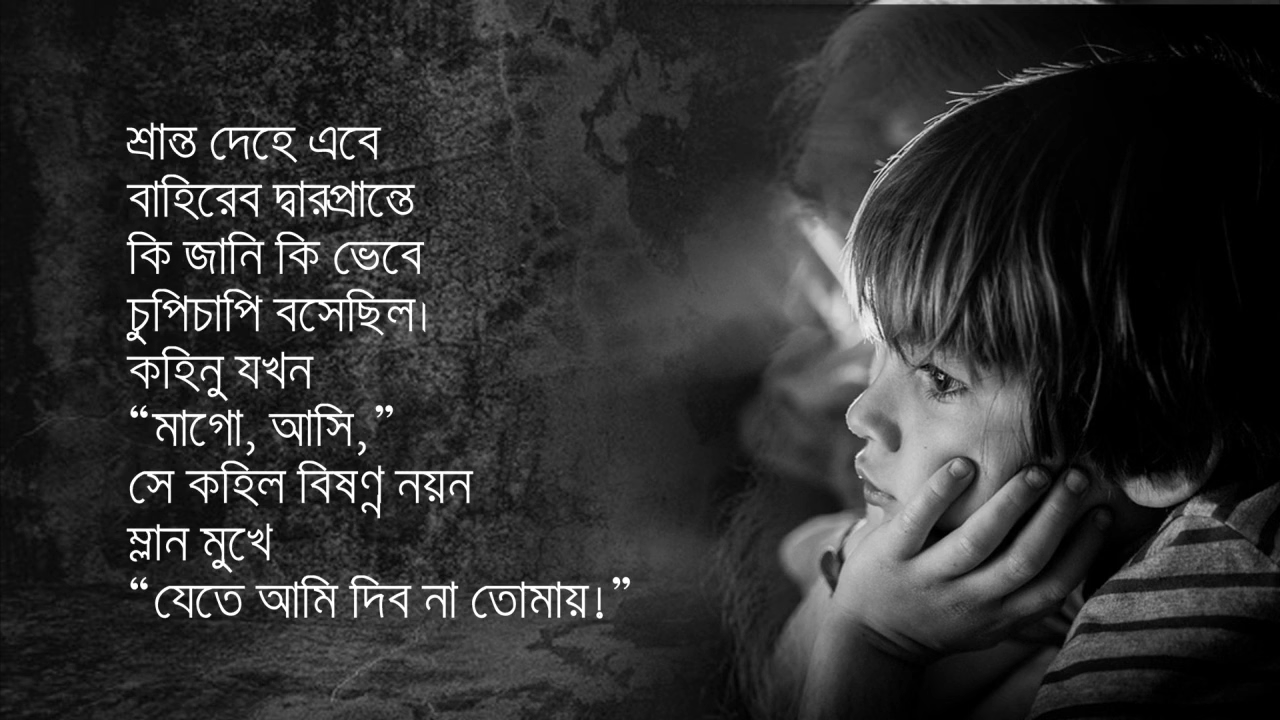 শ্রান্ত দেহে এবে
বাহিরেব দ্বারপ্রান্তে
কি জানি কি ভেবে
চুপিচাপি বসেছিল।
কহিনু যখন
“মাগো, আসি,”
সে কহিল বিষণ্ণ নয়ন
ম্লান মুখে
“যেতে আমি দিব না তোমায়!”